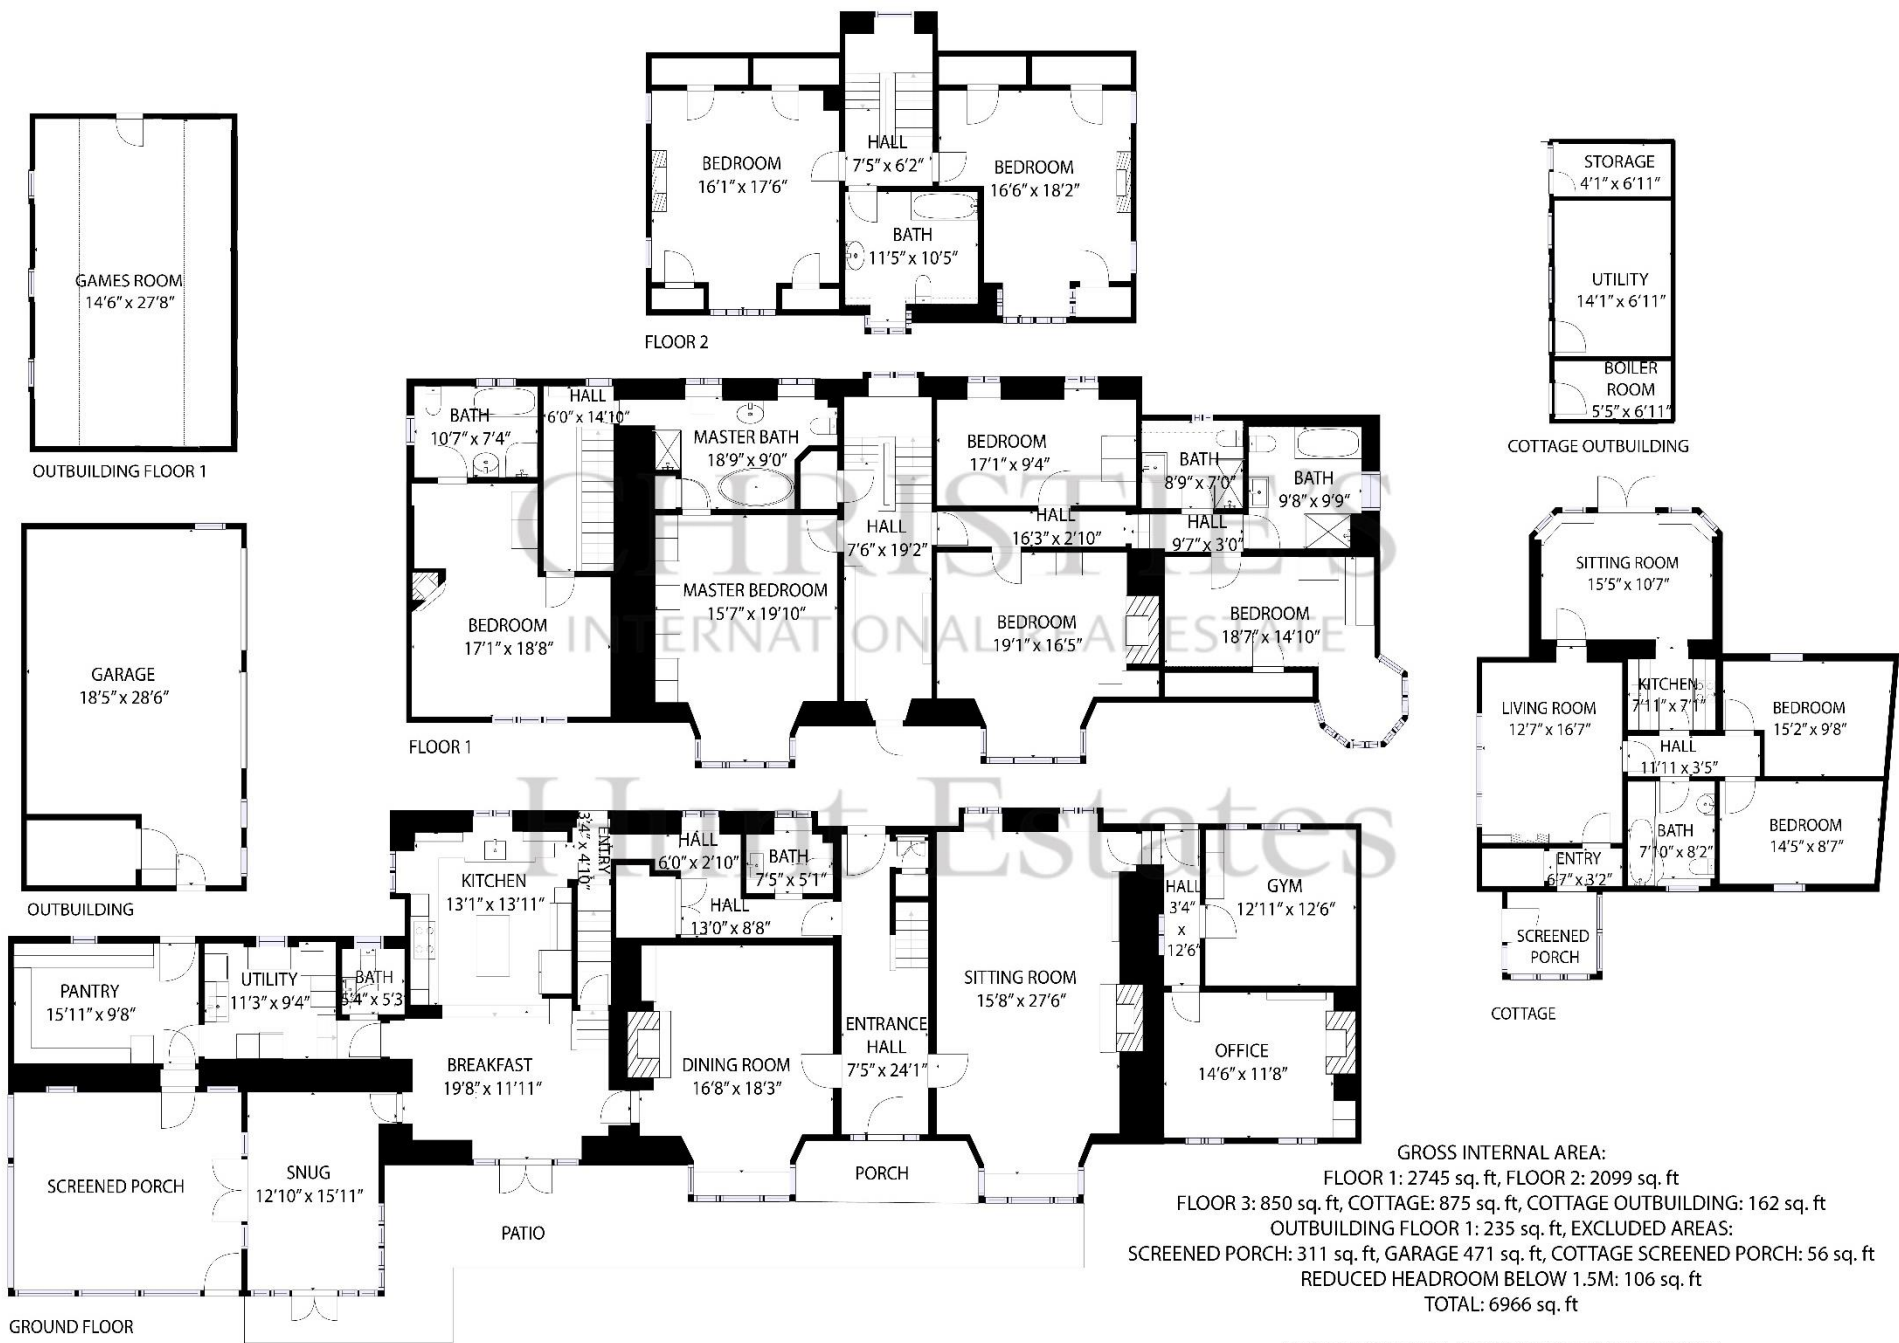 HALL
7'5" x 6'2"
BEDROOM
16'1" x 17'6"
BEDROOM
16'6" x 18'2"
BATH
11'5" x 10'5"
FLOOR 2
GAMES ROOM
14'6" x 27'8"
OUTBUILDING FLOOR 1
STORAGE
4'1" x 6'11"
UTILITY
14'1" x 6'11"
BOILER
ROOM
5'5" x 6'11"
COTTAGE OUTBUILDING
BATH
10'7" x 7'4"
HALL
6'0" x 14'10"
MASTER BATH
18'9" x 9'0"
BEDROOM
17'1" x 9'4"
BATH
8'9" x 7'0"
BATH
9'8" x 9'9"
HALL
7'6" x 19'2"
HALL
16'3" x 2'10"
HALL
9'7" x 3'0"
MASTER BEDROOM
15'7" x 19'10"
BEDROOM
17'1" x 18'8"
BEDROOM
19'1" x 16'5"
BEDROOM
18'7" x 14'10"
FLOOR 1
CHRISTIE'S
INTERNATIONAL REAL ESTATE
Hunt Estates
GARAGE
18'5" x 28'6"
OUTBUILDING
SITTING ROOM
15'5" x 10'7"
KITCHEN
7'11" x 7'1"
LIVING ROOM
12'7" x 16'7"
BEDROOM
15'2" x 9'8"
HALL
11'11 x 3'5"
BATH
7'10" x 8'2"
BEDROOM
14'5" x 8'7"
ENTRY
6'7" x 3'2"
SCREENED
PORCH
COTTAGE
KITCHEN
13'1" x 13'11"
ENTRY
3'4" x 4'10"
HALL
6'0" x 2'10"
BATH
7'5" x 5'1"
HALL
13'0" x 8'8"
PANTRY
15'11" x 9'8"
UTILITY
11'3" x 9'4"
BATH
5'4" x 5'3
BREAKFAST
19'8" x 11'11"
DINING ROOM
16'8" x 18'3"
ENTRANCE
HALL
7'5" x 24'1"
SITTING ROOM
15'8" x 27'6"
HALL
3'4"
x
12'6"
GYM
12'11" x 12'6"
OFFICE
14'6" x 11'8"
SCREENED PORCH
SNUG
12'10" x 15'11"
PORCH
PATIO
GROUND FLOOR
GROSS INTERNAL AREA:
FLOOR 1: 2745 sq. ft, FLOOR 2: 2099 sq. ft
FLOOR 3: 850 sq. ft, COTTAGE: 875 sq. ft, COTTAGE OUTBUILDING: 162 sq. ft
OUTBUILDING FLOOR 1: 235 sq. ft, EXCLUDED AREAS:
SCREENED PORCH: 311 sq. ft, GARAGE 471 sq. ft, COTTAGE SCREENED PORCH: 56 sq. ft
REDUCED HEADROOM BELOW 1.5M: 106 sq. ft
TOTAL: 6966 sq. ft